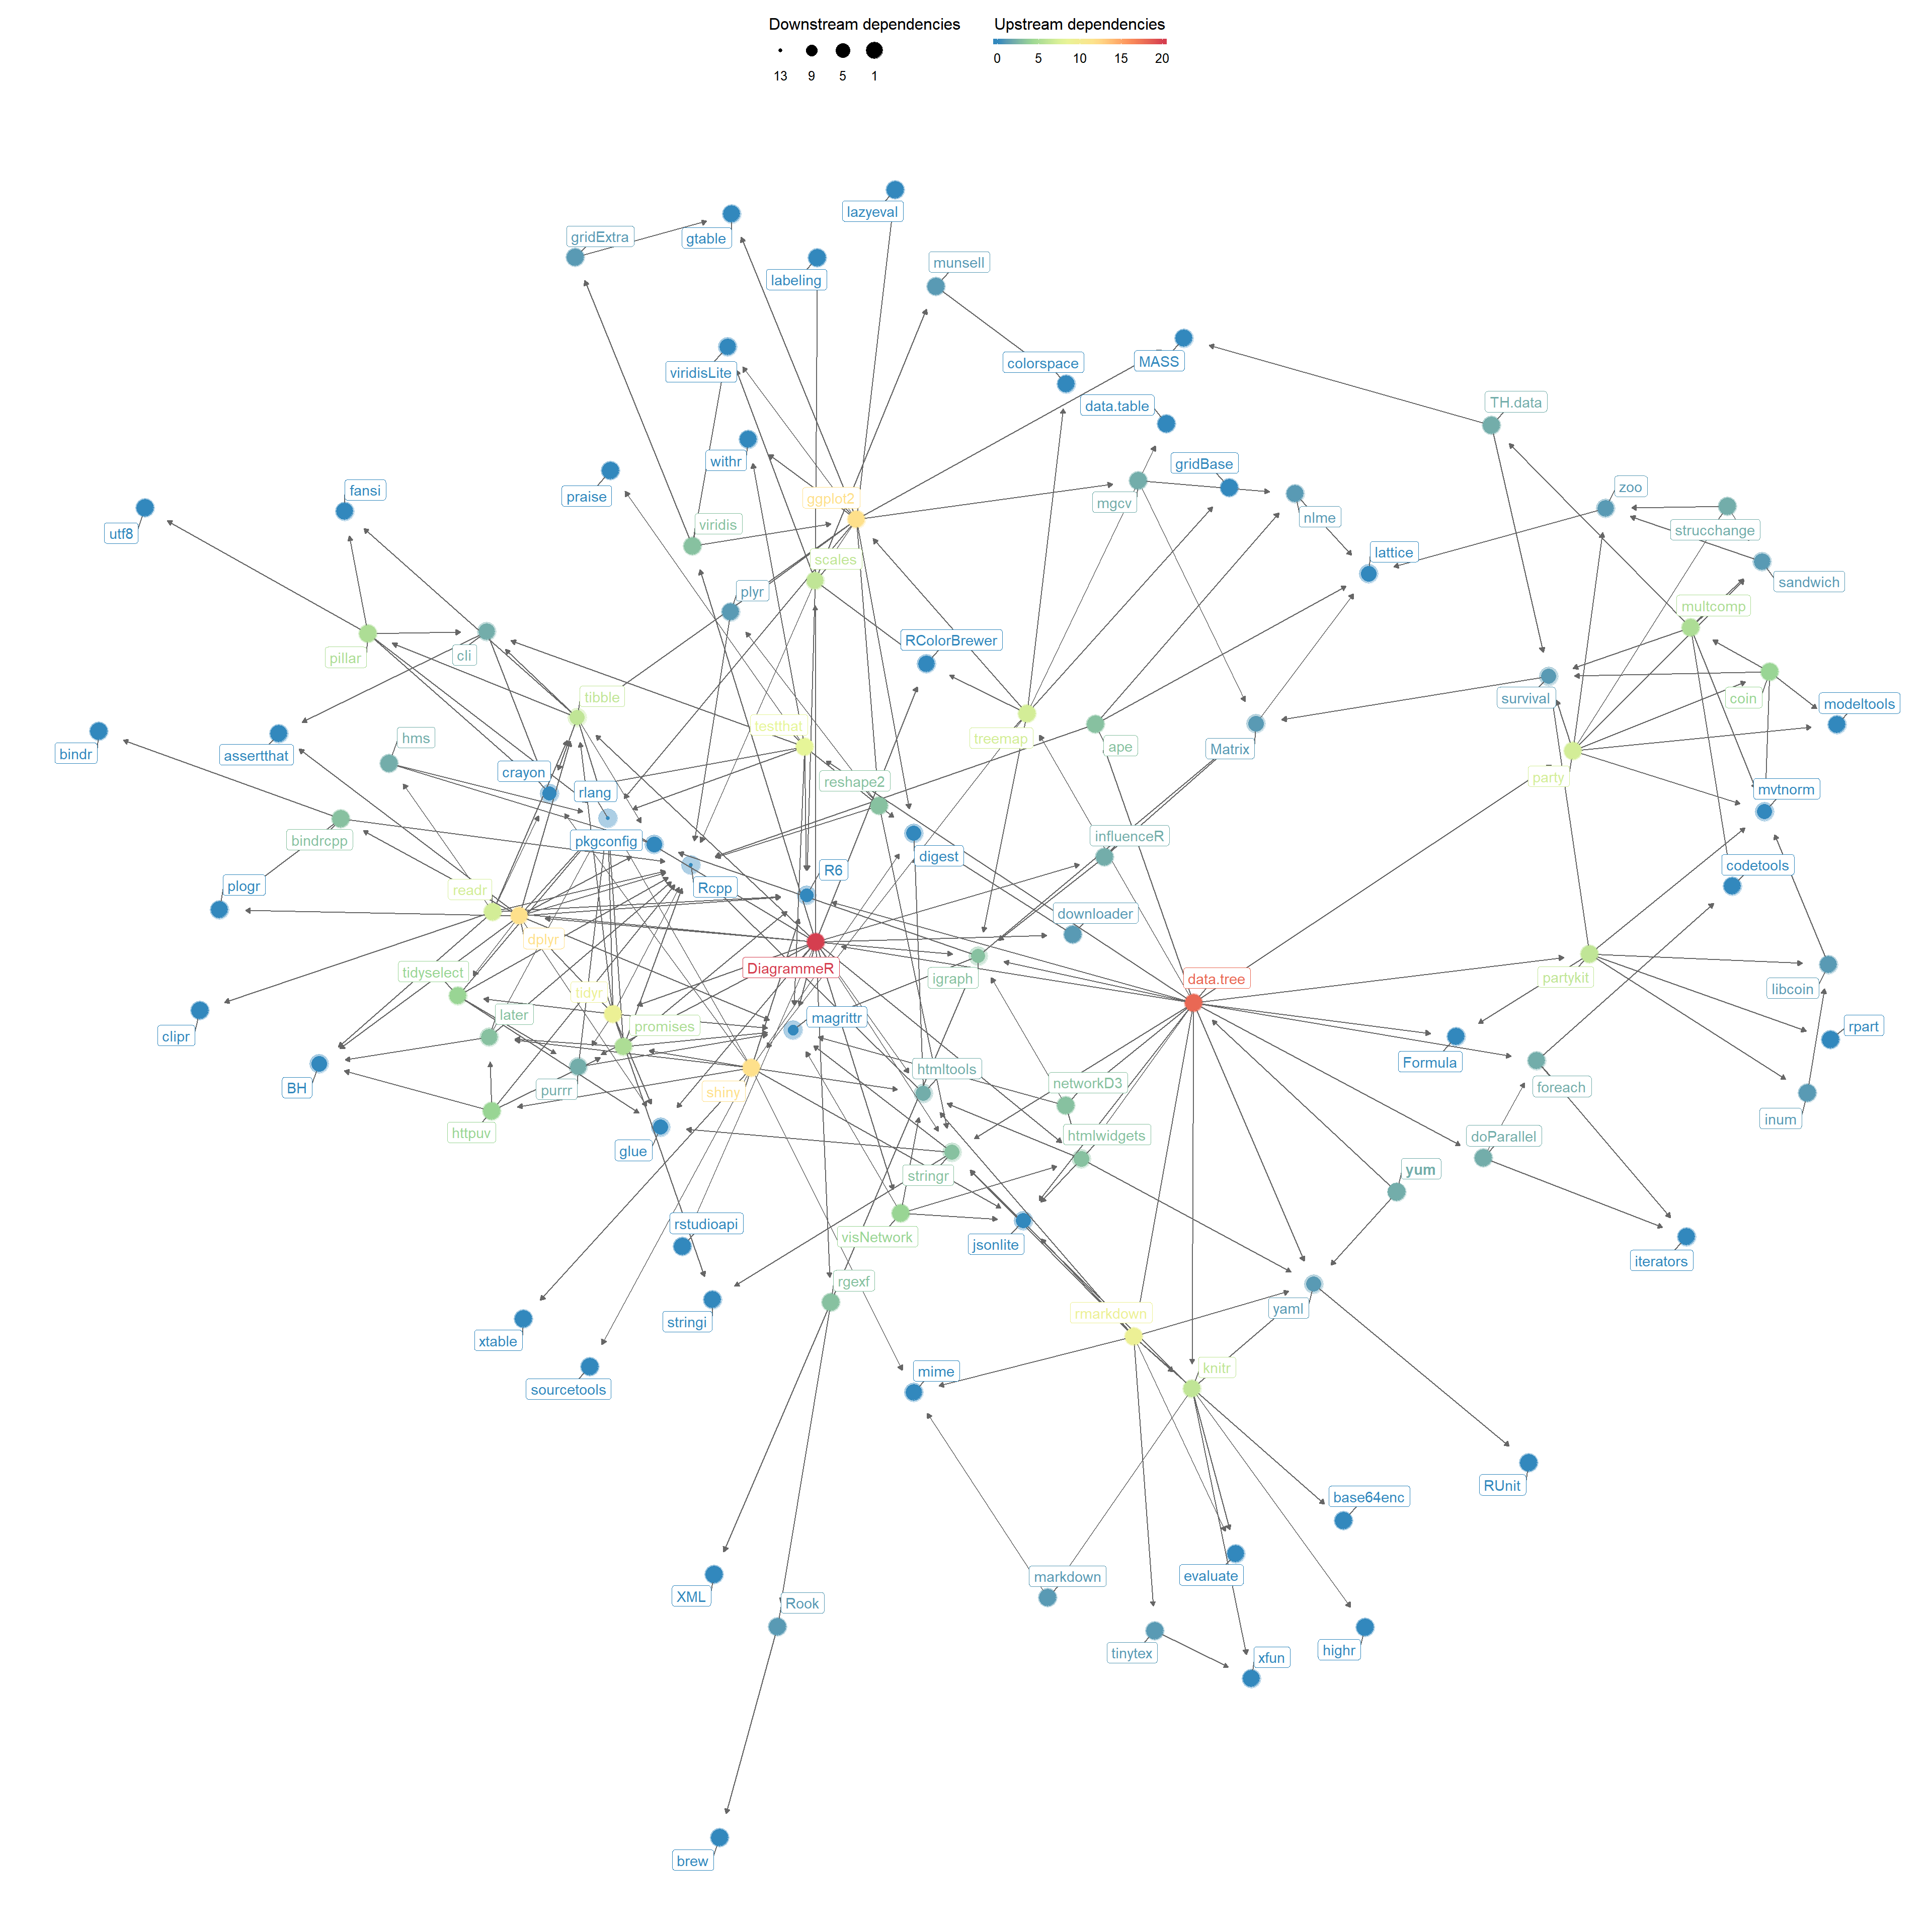 Downstream dependencies
13 9 5 1
Upstream dependencies
0 5 10 15 20
lazyeval
gridExtra
gtable
munsell
labeling
MASS
colorspace
viridisLite
data.table
TH.data
withr
gridBase
praise
fansi
ggplot2
zoo
mgcv
utf8
nlme
viridis
strucchange
lattice
scales
sandwich
plyr
multcomp
RColorBrewer
cli
pillar
tibble
survival
coin
modeltools
testthat
treemap
ape
Matrix
hms
bindr
assertthat
crayon
reshape2
party
rlang
mvtnorm
influenceR
bindrcpp
pkgconfig
digest
codetools
R6
plogr
readr
Rcpp
downloader
dplyr
DiagrammeR
tidyselect
igraph
data.tree
partykit
libcoin
tidyr
later
promises
magrittr
rpart
clipr
Formula
BH
purrr
shiny
htmltools
networkD3
foreach
inum
httpuv
glue
htmlwidgets
doParallel
stringr
yum
rstudioapi
visNetwork
jsonlite
iterators
rgexf
yaml
rmarkdown
stringi
xtable
sourcetools
mime
knitr
RUnit
base64enc
XML
Rook
markdown
evaluate
tinytex
highr
xfun
brew